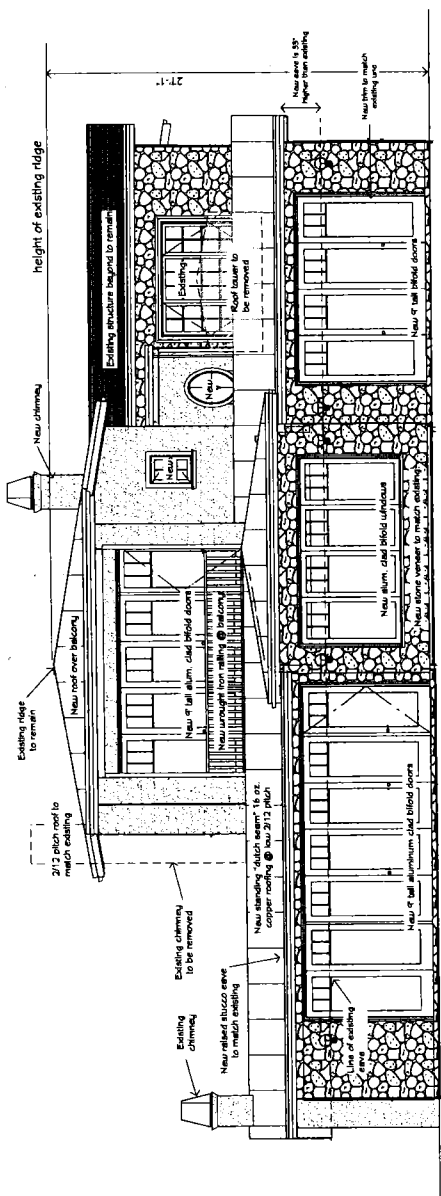 height of existing ridge
27'-1"
New eave is 33"
higher than existing
New trim to match
existing one
Existing structure beyond to remain
New chimney
Existing
Roof lower to
be removed
New
New
Existing ridge
to remain
New roof over balcony
New 9' tall alum. clad bifold doors
New wrought iron railing @ balcony
2/12 pitch roof to
match existing
Existing chimney
to be removed
Existing
chimney
New raised stucco eave
to match existing
New standing "dutch seam" 16 oz.
copper roofing @ low 2/12 pitch
Line of existing
eave
New 9' tall aluminum clad bifold doors
New alum. clad bifold windows
New stone veneer to match existing
New 9' tall bifold doors